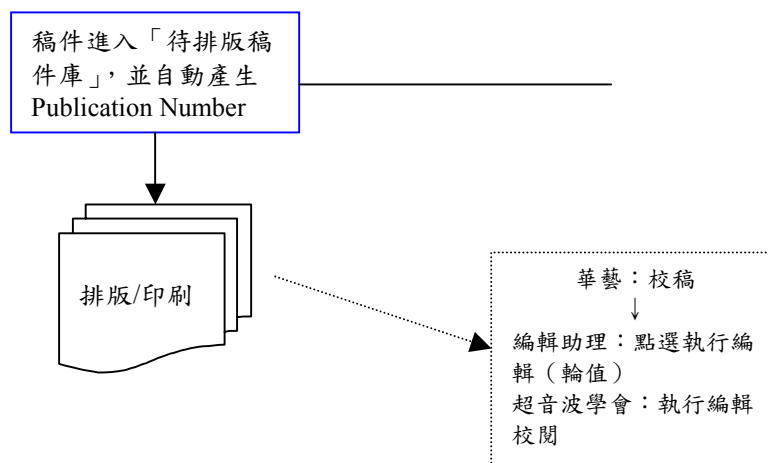 稿件進入「待排版稿
件庫」，並自動產生
Publication Number
排版/印刷
華藝：校稿
↓
編輯助理：點選執行編
輯（輪值）
超音波學會：執行編輯
校閱